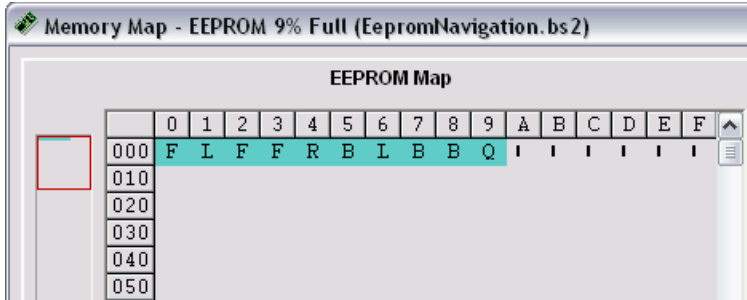 Memory Map - EEPROM 9% Full (EepromNavigation.bs2)
EEPROM Map
0 1 2 3 4 5 6 7 8 9 A B C D E F
000 F L F F R B L B B Q
010
020
030
040
050